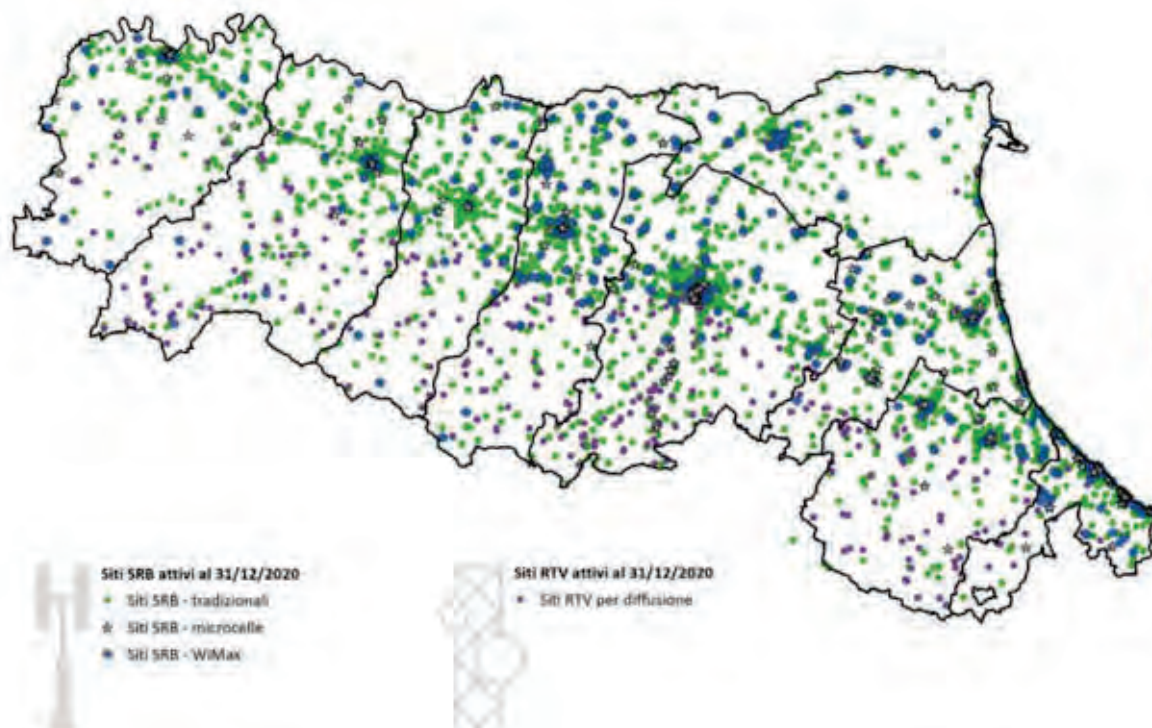 Siti SRB attivi al 31/12/2020
Siti SRB - tradizionali
Siti SRB - microcelle
Siti SRB - WiMax
Siti RTV attivi al 31/12/2020
Siti RTV per diffusione